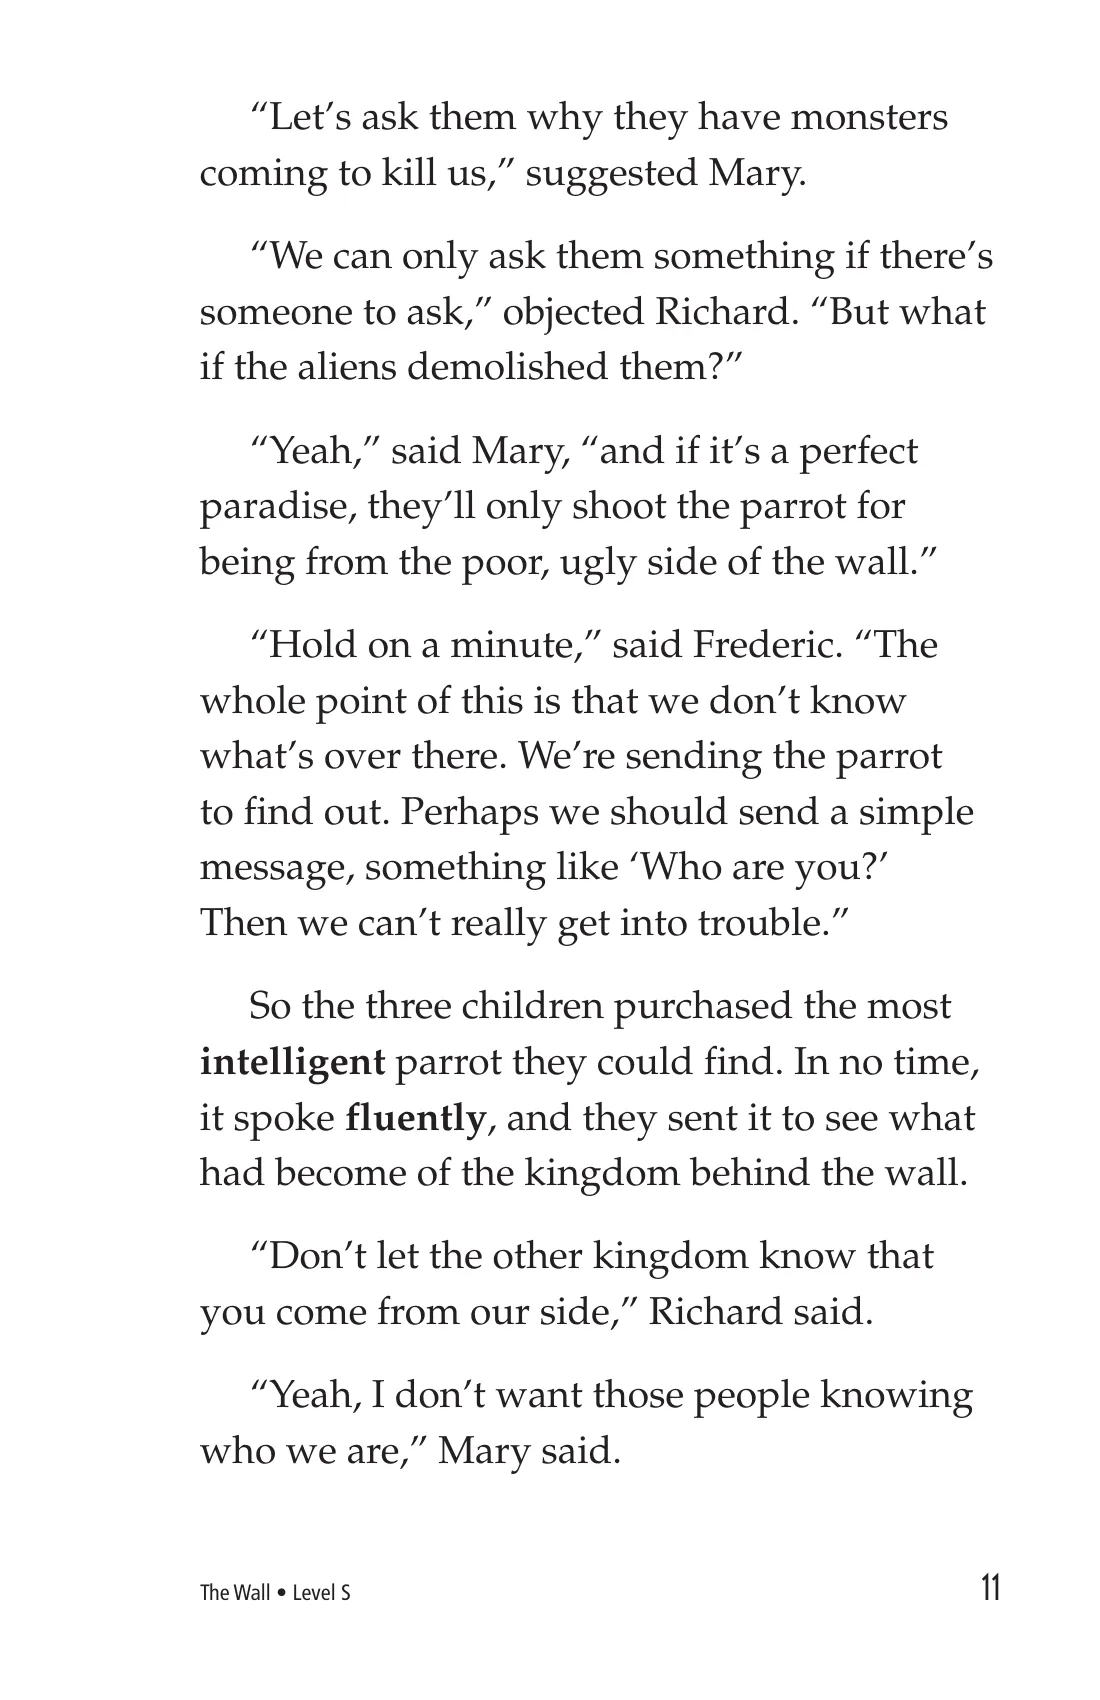 “Let’s ask them why they have monsters
coming to kill us,” suggested Mary.
“We can only ask them something if there’s
someone to ask,” objected Richard. “But what
if the aliens demolished them?”
“Yeah,” said Mary, “and if it’s a perfect
paradise, they’ll only shoot the parrot for
being from the poor, ugly side of the wall.”
“Hold on a minute,” said Frederic. “The
whole point of this is that we don’t know
what’s over there. We’re sending the parrot
to find out. Perhaps we should send a simple
message, something like ‘Who are you?’
Then we can’t really get into trouble.”
So the three children purchased the most
intelligent parrot they could find. In no time,
it spoke fluently, and they sent it to see what
had become of the kingdom behind the wall.
“Don’t let the other kingdom know that
you come from our side,” Richard said.
“Yeah, I don’t want those people knowing
who we are,” Mary said.
The Wall • Level S
11